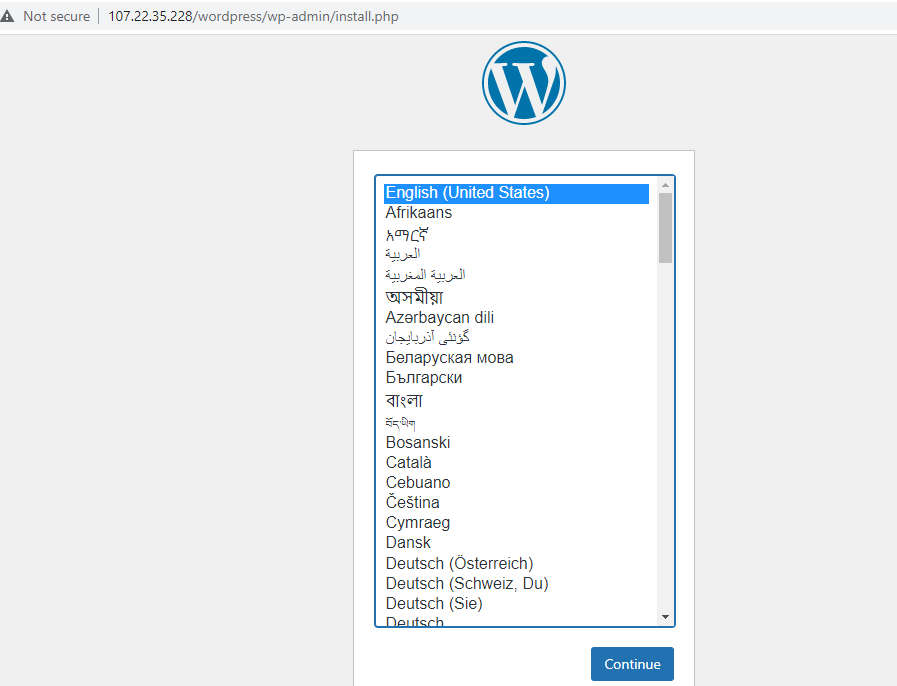 Not secure | 107.22.35.228/wordpress/wp-admin/install.php
W
English (United States)
Afrikaans
አማርኛ
العربية
العربية المغربية
অসমীয়া
Azərbaycan dili
گؤنئی آذربایجان
Беларуская мова
Български
বাংলা
བོད་ཡིག
Bosanski
Català
Cebuano
Čeština
Cymraeg
Dansk
Deutsch (Österreich)
Deutsch (Schweiz, Du)
Deutsch (Sie)
Deutsch
Continue